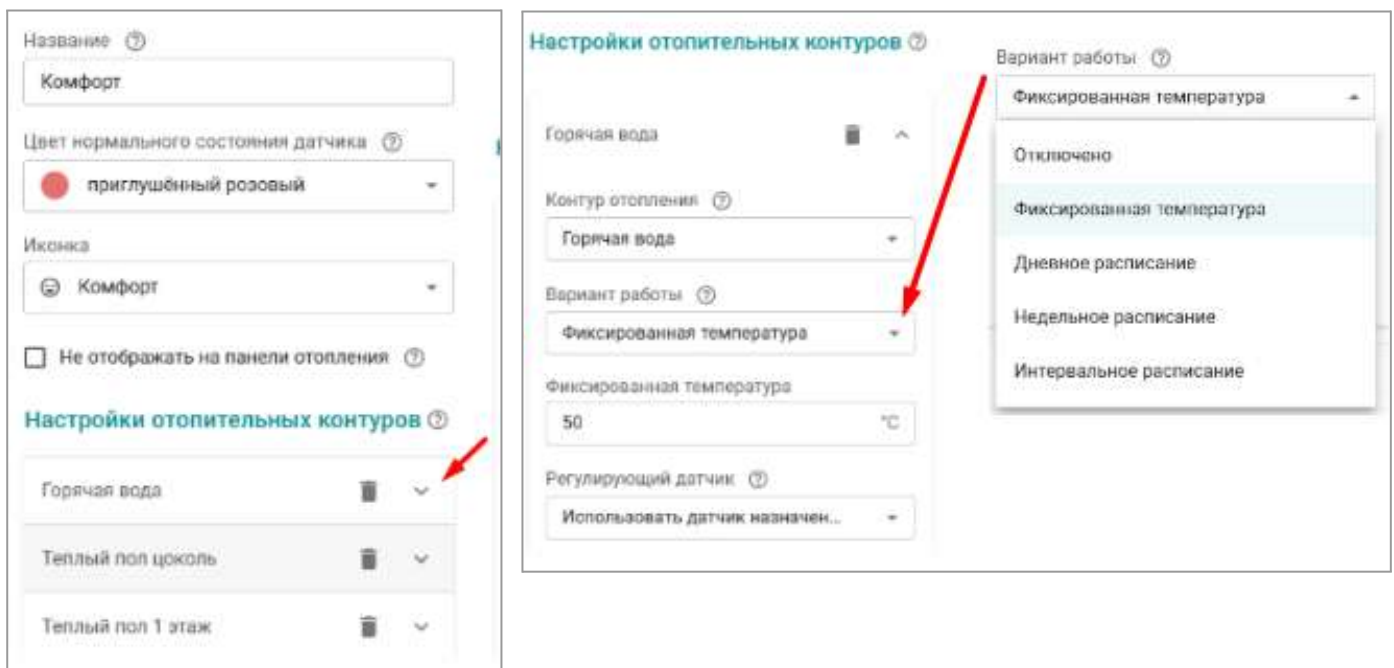 Название
Комфорт
Цвет нормального состояния датчика
приглушённый розовый
Иконка
Комфорт
Не отображать на панели отопления
Настройки отопительных контуров
Горячая вода
Теплый пол цоколь
Теплый пол 1 этаж
Настройки отопительных контуров
Горячая вода
Контур отопления
Горячая вода
Вариант работы
Фиксированная температура
Фиксированная температура
50 °C
Регулирующий датчик
Использовать датчик назначен...
Вариант работы
Фиксированная температура
Отключено
Фиксированная температура
Дневное расписание
Недельное расписание
Интервальное расписание